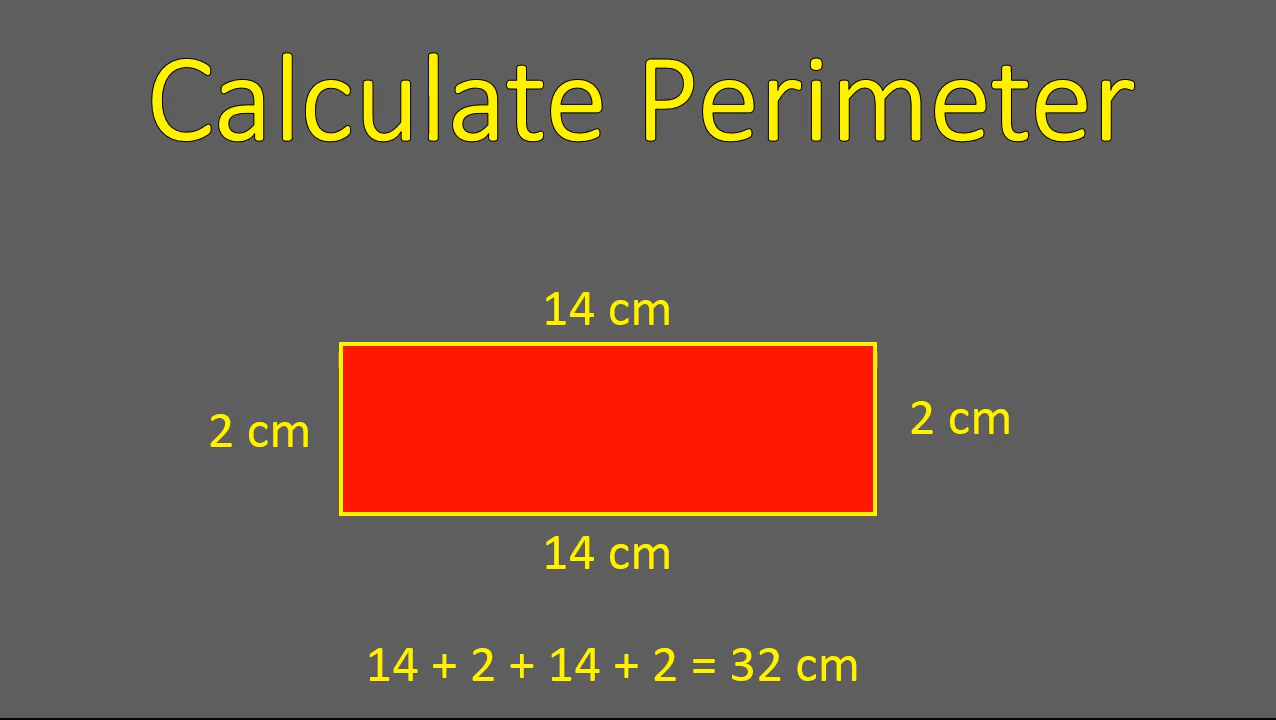 Calculate Perimeter
14 cm
2 cm
2 cm
14 cm
14 + 2 + 14 + 2 = 32 cm